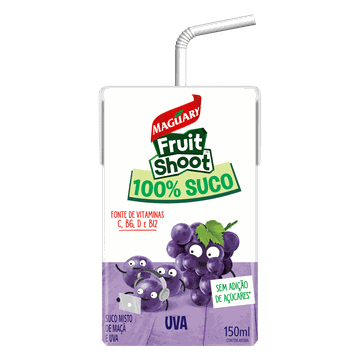 MAGUARY
Fruit
Shoot
100% SUCO
FONTE DE VITAMINAS
C, B6, D E B12
SEM ADIÇÃO
DE AÇÚCARES*
SUCO MISTO
DE MAÇÃ
E UVA
UVA
150ml